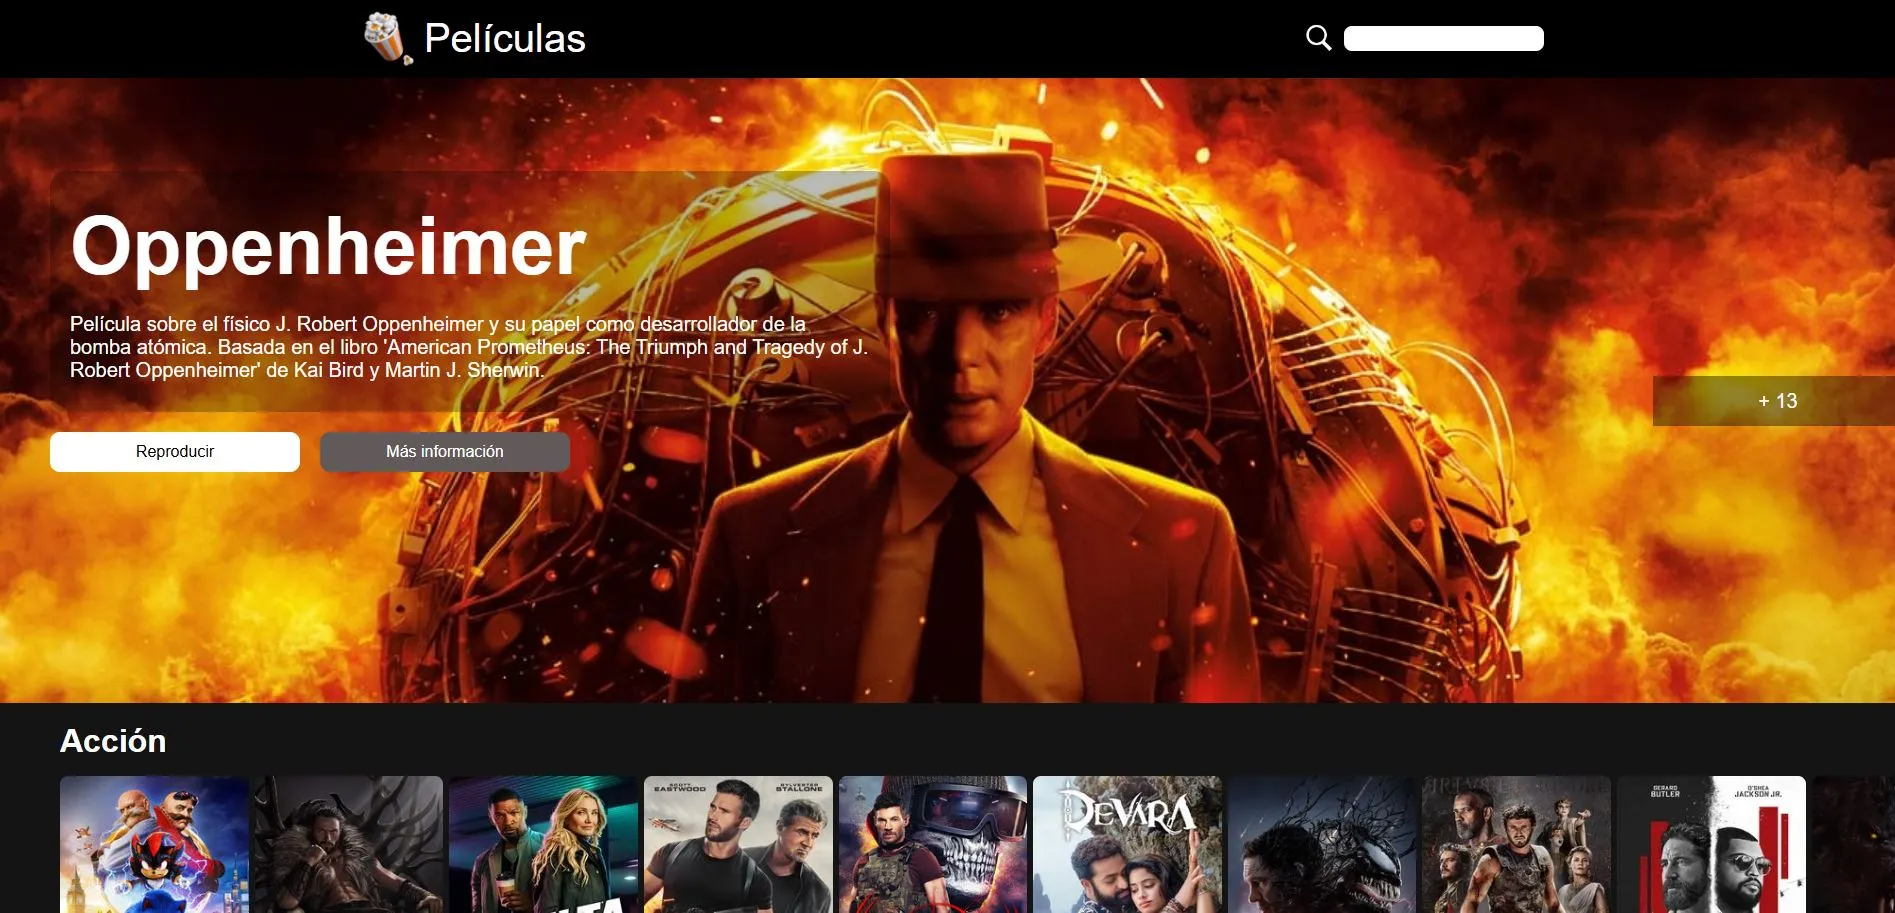 Películas
Oppenheimer
Película sobre el físico J. Robert Oppenheimer y su papel como desarrollador de la
bomba atómica. Basada en el libro 'American Prometheus: The Triumph and Tragedy of J.
Robert Oppenheimer' de Kai Bird y Martin J. Sherwin.
+ 13
Reproducir
Más información
Acción
SCOTT EASTWOOD
SYLVESTER STALLONE
DEVARA
GERARD BUTLER
O'SHEA JACKSON JR.